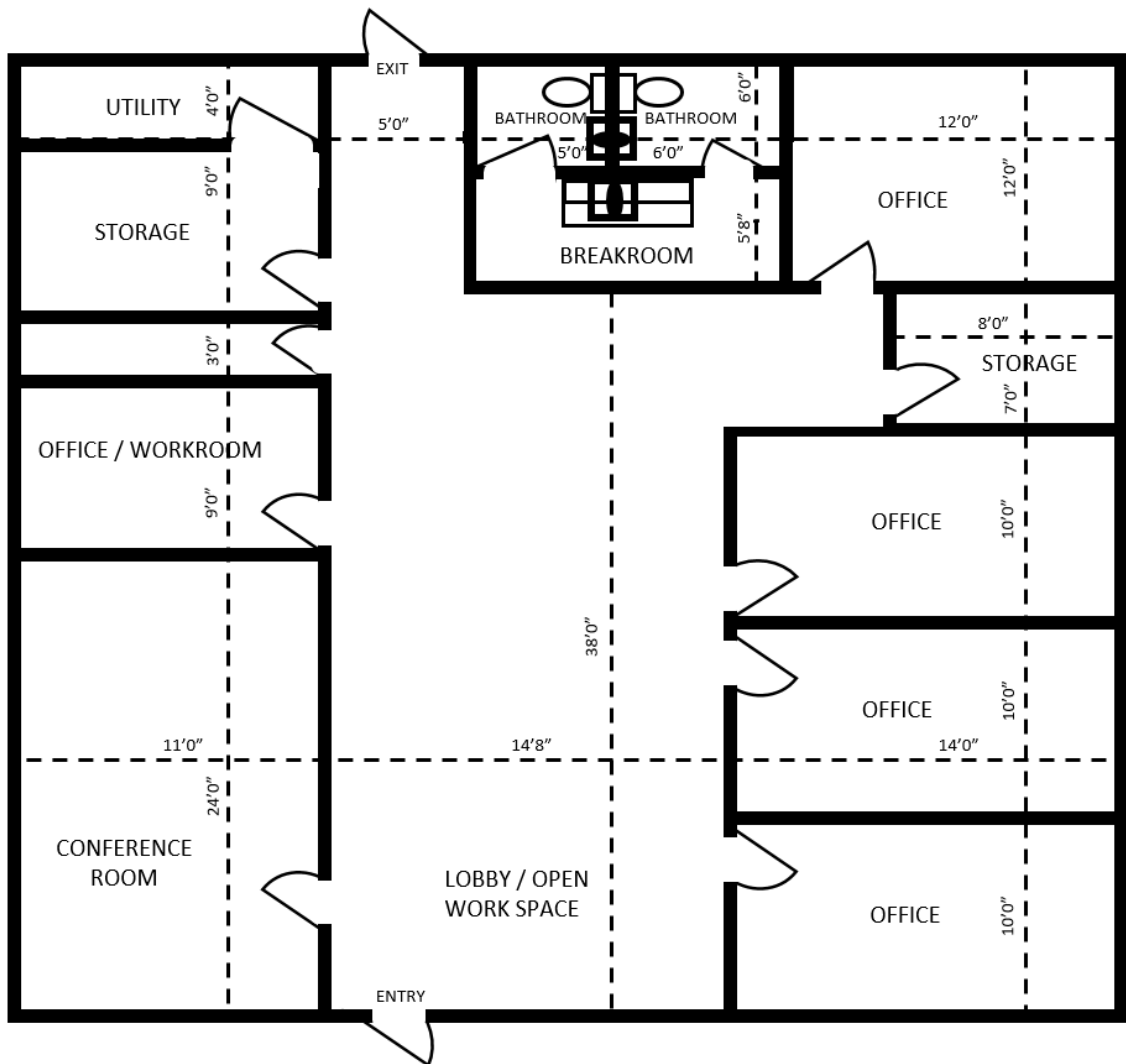 EXIT
UTILITY
4’0”
5’0”
BATHROOM
BATHROOM
6’0”
12’0”
5’0”
6’0”
9’0”
12’0”
STORAGE
OFFICE
5’8”
BREAKROOM
3’0”
8’0”
STORAGE
7’0”
OFFICE / WORKROOM
9’0”
OFFICE
10’0”
38’0”
OFFICE
10’0”
11’0”
14’8”
14’0”
24’0”
CONFERENCE
ROOM
LOBBY / OPEN
WORK SPACE
OFFICE
10’0”
ENTRY